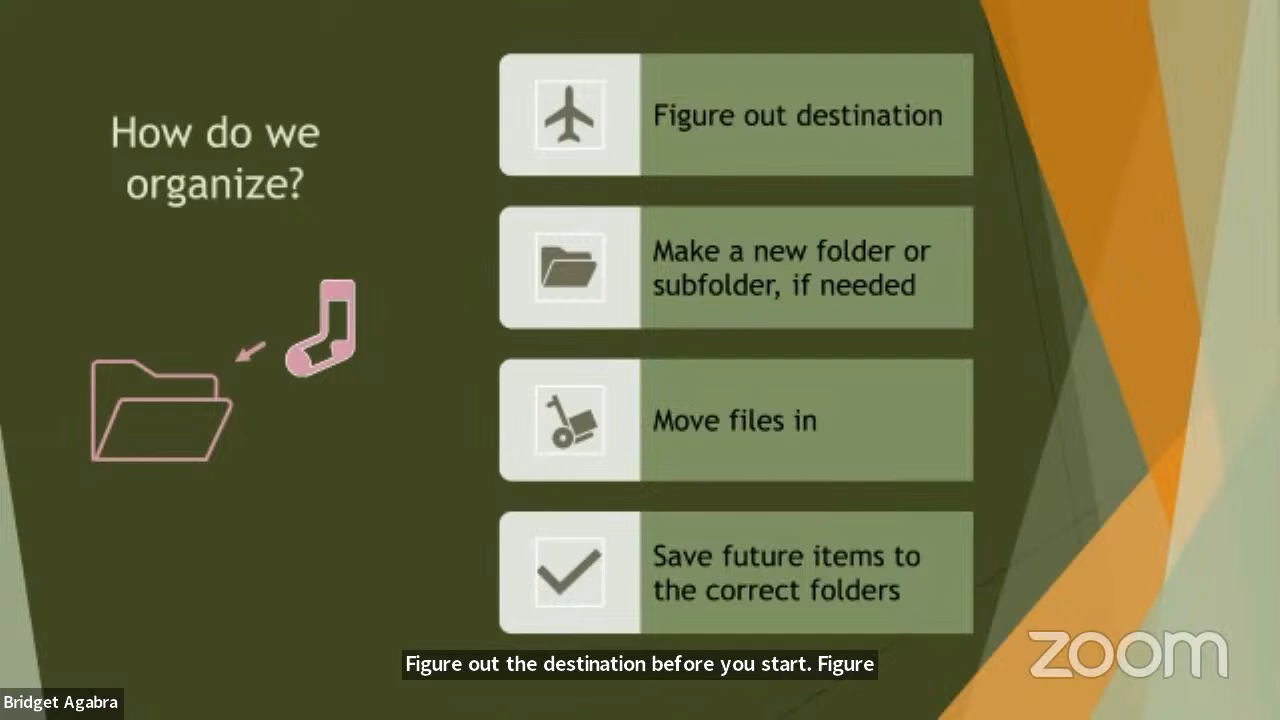 How do we
organize?
Figure out destination
Make a new folder or
subfolder, if needed
Move files in
Save future items to
the correct folders
Figure out the destination before you start. Figure
zoom
Bridget Agabra